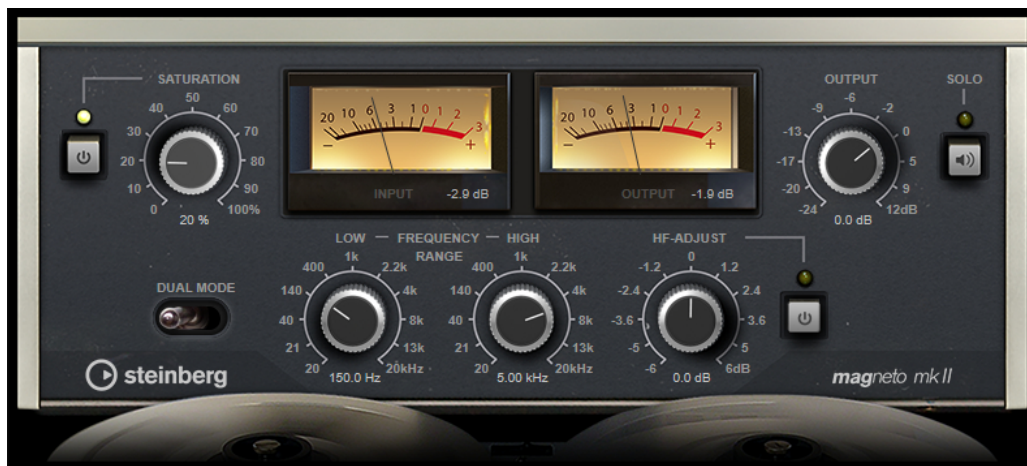 SATURATION
0
10
20
30
40
50
60
70
80
90
100%
20 %
20 10 6 3 1 0 1 2 3
- +
INPUT -2.9 dB
20 10 6 3 1 0 1 2 3
- +
OUTPUT -1.9 dB
OUTPUT
-24
-20
-17
-13
-9
-6
-2
0
5
9
12dB
0.0 dB
SOLO
DUAL MODE
LOW FREQUENCY HIGH
RANGE
20
21
40
140
400
1k
2.2k
4k
8k
13k
20kHz
150.0 Hz
20
21
40
140
400
1k
2.2k
4k
8k
13k
20kHz
5.00 kHz
HF-ADJUST
-6
-5
-3.6
-2.4
-1.2
0
1.2
2.4
3.6
5
6dB
0.0 dB
steinberg
magneto mkII